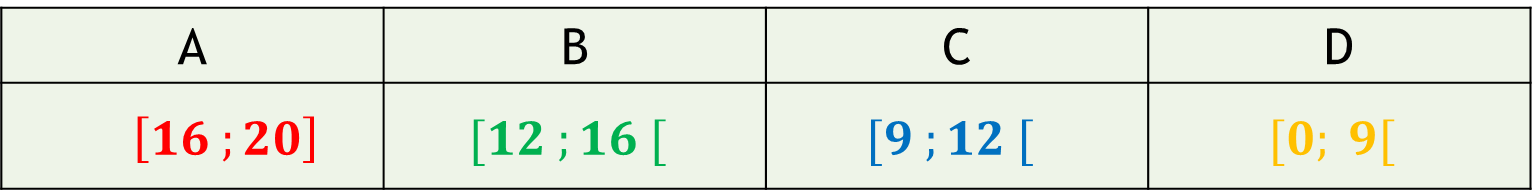 A B C D
[16 ; 20] [12 ; 16 [ [9 ; 12 [ [0; 9[